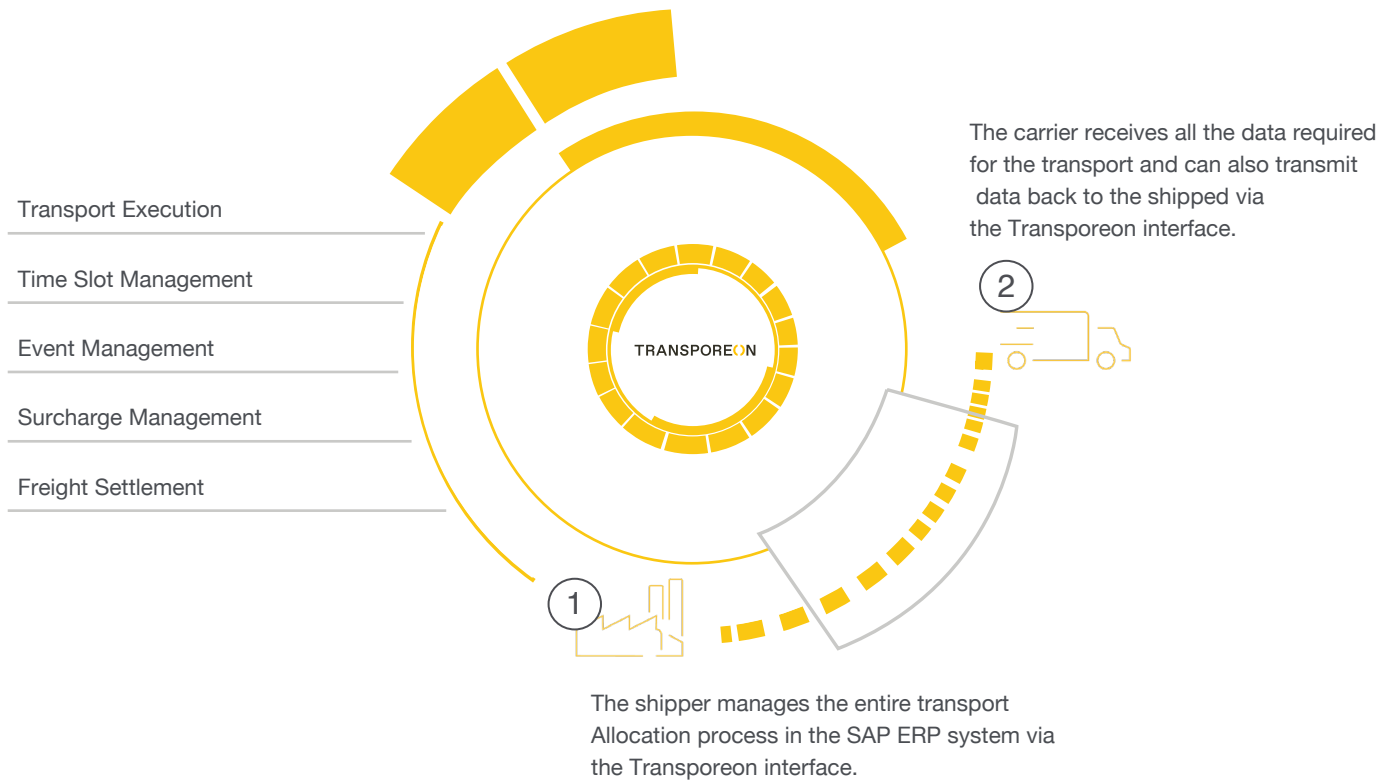 The carrier receives all the data required
for the transport and can also transmit
data back to the shipped via
the Transporeon interface.
2
Transport Execution
Time Slot Management
Event Management
Surcharge Management
Freight Settlement
TRANSPOREON
1
The shipper manages the entire transport
Allocation process in the SAP ERP system via
the Transporeon interface.